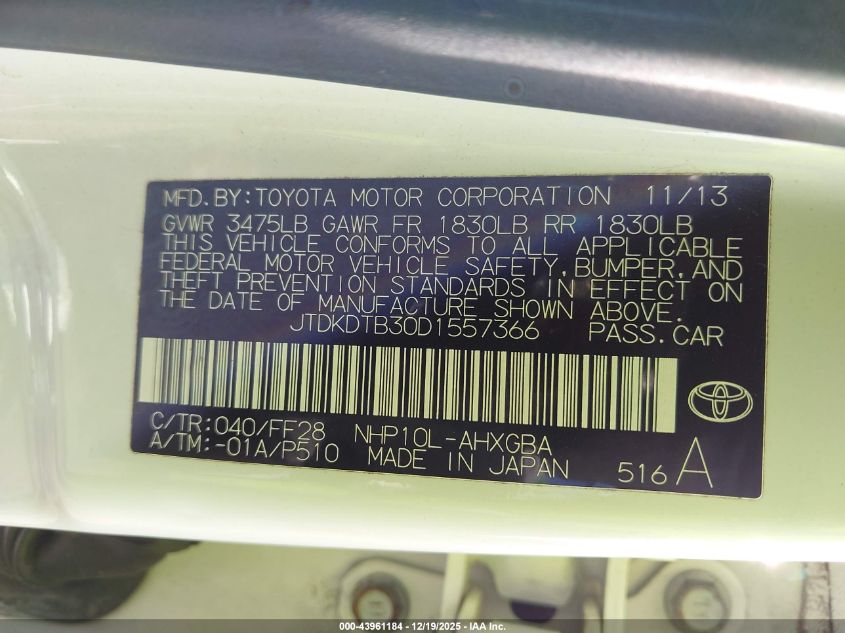 MFD.BY:TOYOTA MOTOR CORPORATION 11/13
GVWR 3475LB GAWR FR 1830LB RR 1830LB
THIS VEHICLE CONFORMS TO ALL APPLICABLE
FEDERAL MOTOR VEHICLE SAFETY,BUMPER,AND
THEFT PREVENTION STANDARDS IN EFFECT ON
THE DATE OF MANUFACTURE SHOWN ABOVE.
JTDKDTB30D1557366 PASS.CAR
C/TR:040/FF28 NHP10L-AHXGBA
A/TM:-01A/P510 MADE IN JAPAN 516 A
000-43961184 - 12/19/2025 - IAA Inc.